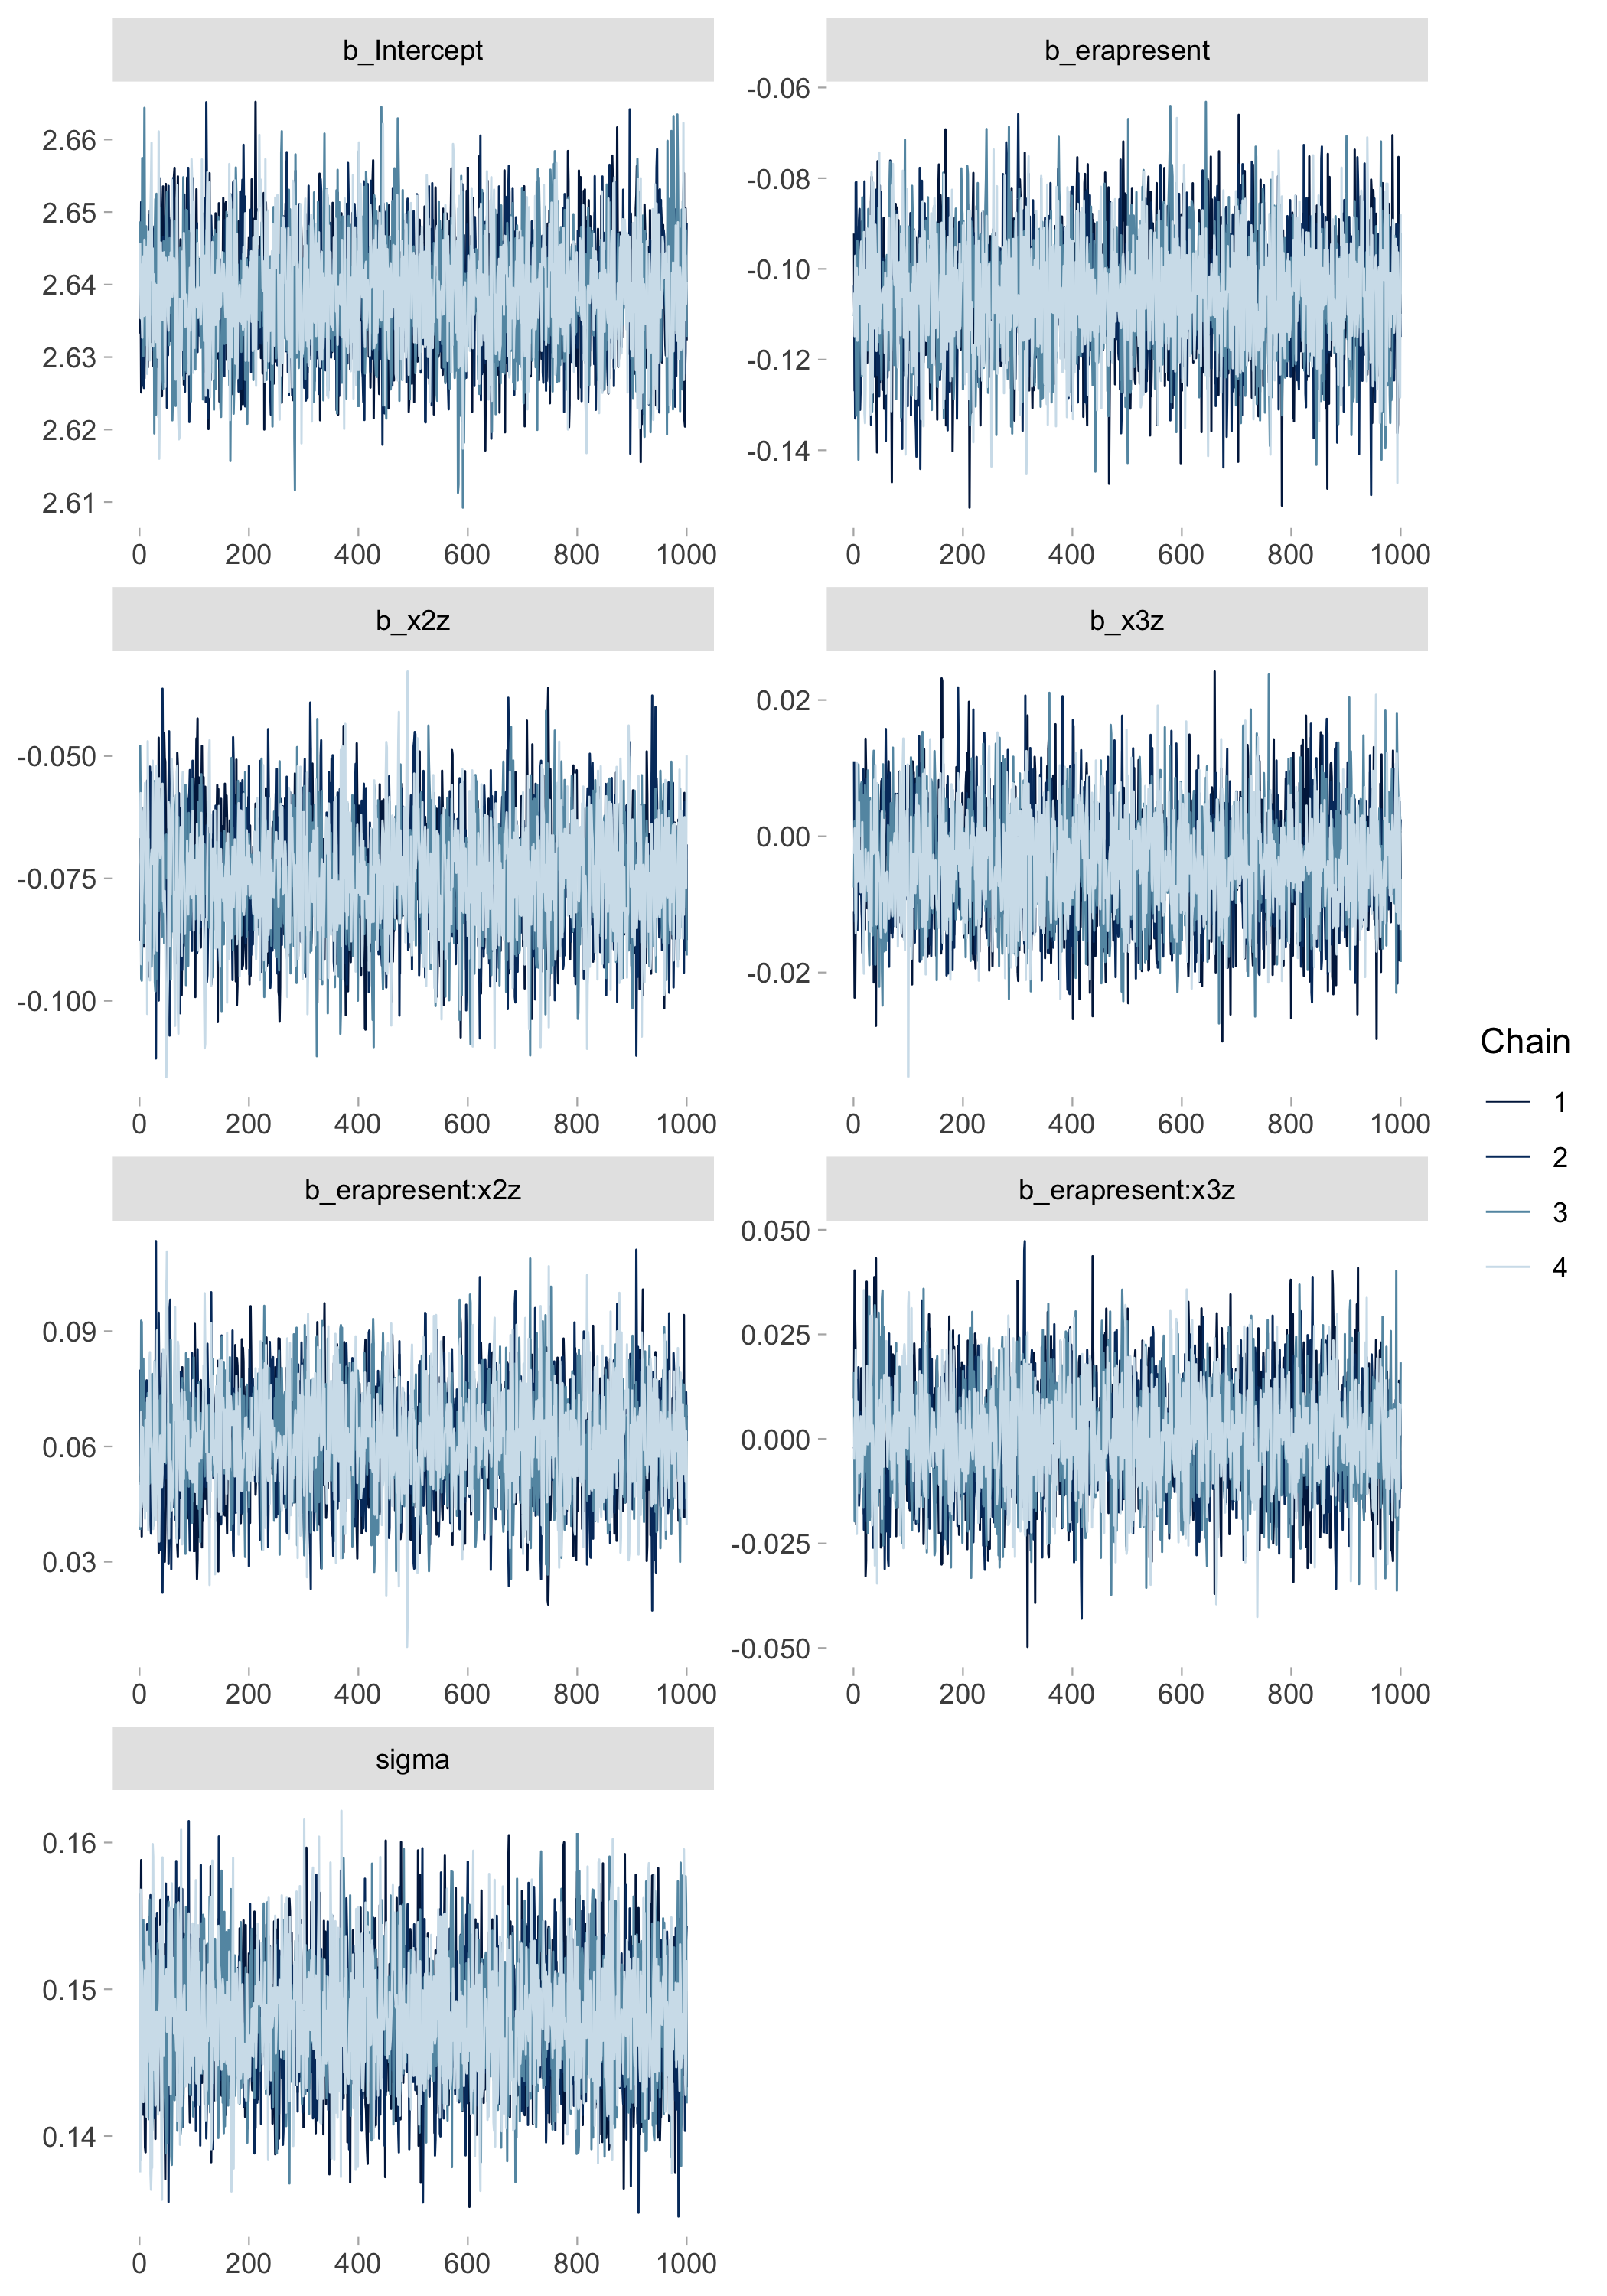 b_Intercept
2.66
2.65
2.64
2.63
2.62
2.61
0 200 400 600 800 1000
b_erapresent
-0.06
-0.08
-0.10
-0.12
-0.14
0 200 400 600 800 1000
b_x2z
-0.050
-0.075
-0.100
0 200 400 600 800 1000
b_x3z
0.02
0.00
-0.02
0 200 400 600 800 1000
b_erapresent:x2z
0.09
0.06
0.03
0 200 400 600 800 1000
b_erapresent:x3z
0.050
0.025
0.000
-0.025
-0.050
0 200 400 600 800 1000
sigma
0.16
0.15
0.14
0 200 400 600 800 1000
Chain
1
2
3
4